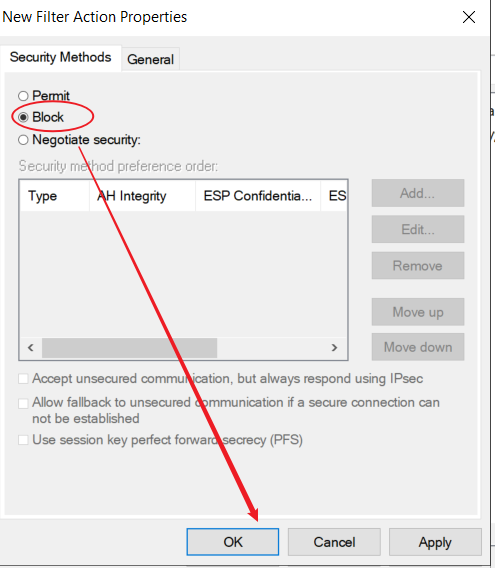 New Filter Action Properties
Security Methods
General
Permit
Block
Negotiate security:
Security method preference order:
Type AH Integrity ESP Confidentia... ES
Add...
Edit...
Remove
Move up
Move down
Accept unsecured communication, but always respond using IPsec
Allow fallback to unsecured communication if a secure connection can
not be established
Use session key perfect forward secrecy (PFS)
OK Cancel Apply